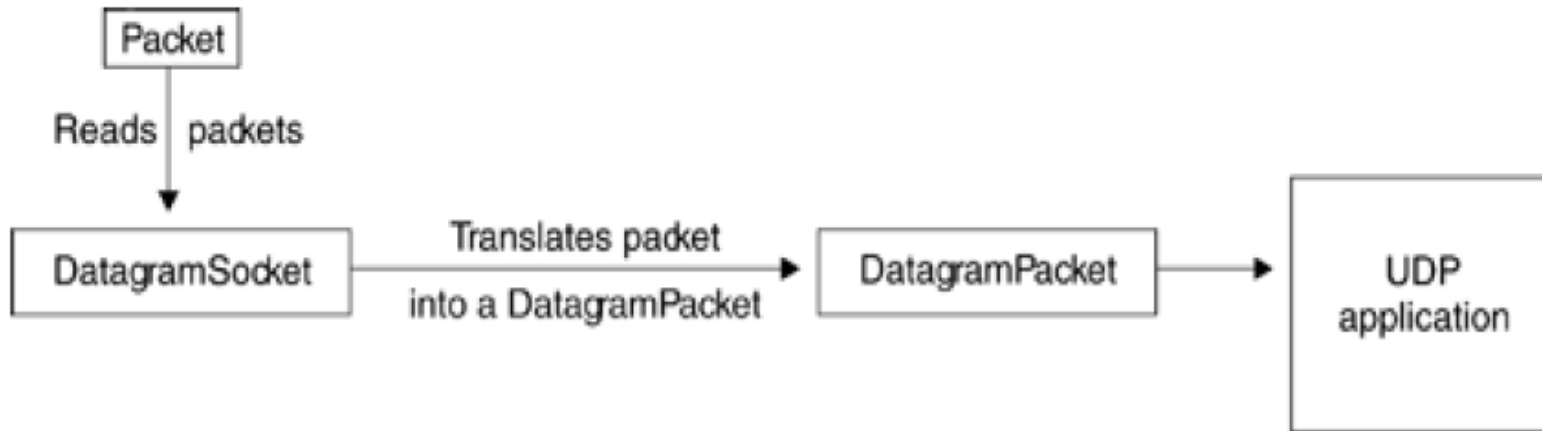 Packet
Reads packets
DatagramSocket
Translates packet
into a DatagramPacket
DatagramPacket
UDP
application